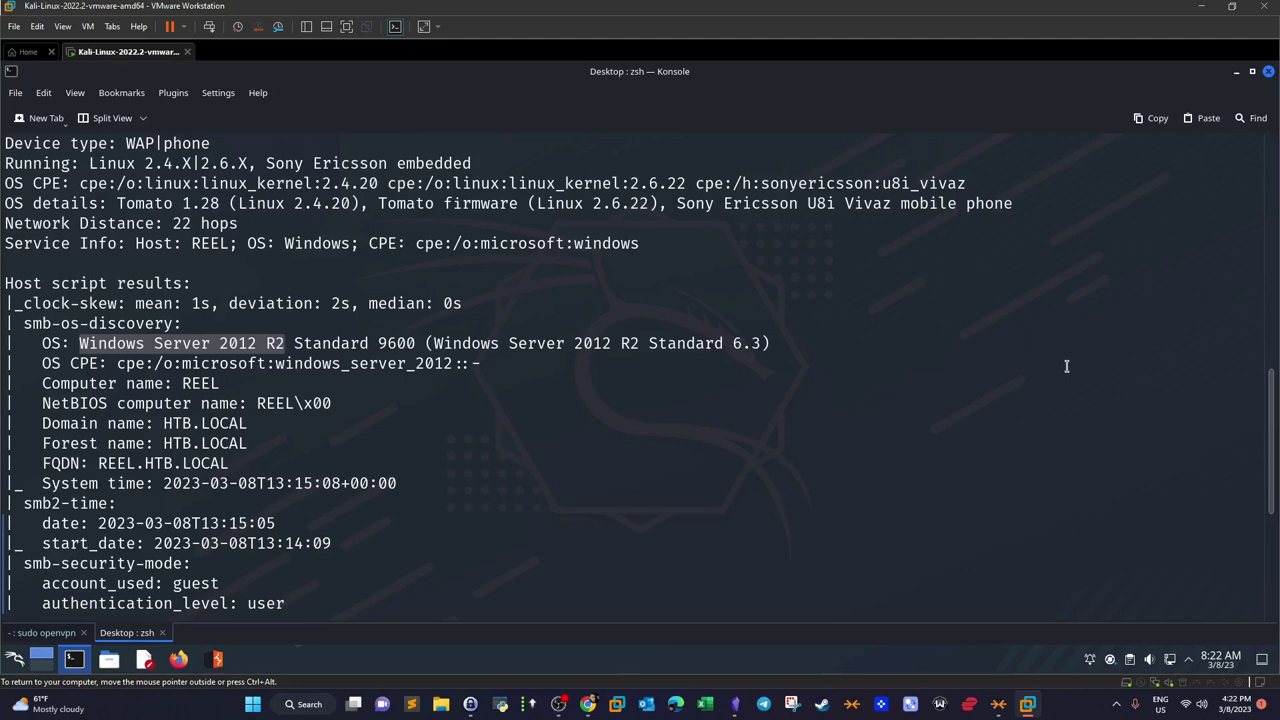 Kali-Linux-2022.2-vmware-amd64 - VMware Workstation
File Edit View VM Tabs Help
Home Kali-Linux-2022.2-vmwar...
Desktop : zsh — Konsole
File Edit View Bookmarks Plugins Settings Help
New Tab Split View Copy Paste Find
Device type: WAP|phone
Running: Linux 2.4.X|2.6.X, Sony Ericsson embedded
OS CPE: cpe:/o:linux:linux_kernel:2.4.20 cpe:/o:linux:linux_kernel:2.6.22 cpe:/h:sonyericsson:u8i_vivaz
OS details: Tomato 1.28 (Linux 2.4.20), Tomato firmware (Linux 2.6.22), Sony Ericsson U8i Vivaz mobile phone
Network Distance: 22 hops
Service Info: Host: REEL; OS: Windows; CPE: cpe:/o:microsoft:windows
Host script results:
|_clock-skew: mean: 1s, deviation: 2s, median: 0s
| smb-os-discovery:
|   OS: Windows Server 2012 R2 Standard 9600 (Windows Server 2012 R2 Standard 6.3)
|   OS CPE: cpe:/o:microsoft:windows_server_2012::-
|   Computer name: REEL
|   NetBIOS computer name: REEL\x00
|   Domain name: HTB.LOCAL
|   Forest name: HTB.LOCAL
|   FQDN: REEL.HTB.LOCAL
|_  System time: 2023-03-08T13:15:08+00:00
| smb2-time:
|   date: 2023-03-08T13:15:05
|_  start_date: 2023-03-08T13:14:09
| smb-security-mode:
|   account_used: guest
|   authentication_level: user
~ : sudo openvpn Desktop : zsh
8:22 AM
3/8/23
To return to your computer, move the mouse pointer outside or press Ctrl+Alt.
61°F
Mostly cloudy
Search
ENG
US
4:22 PM
3/8/2023